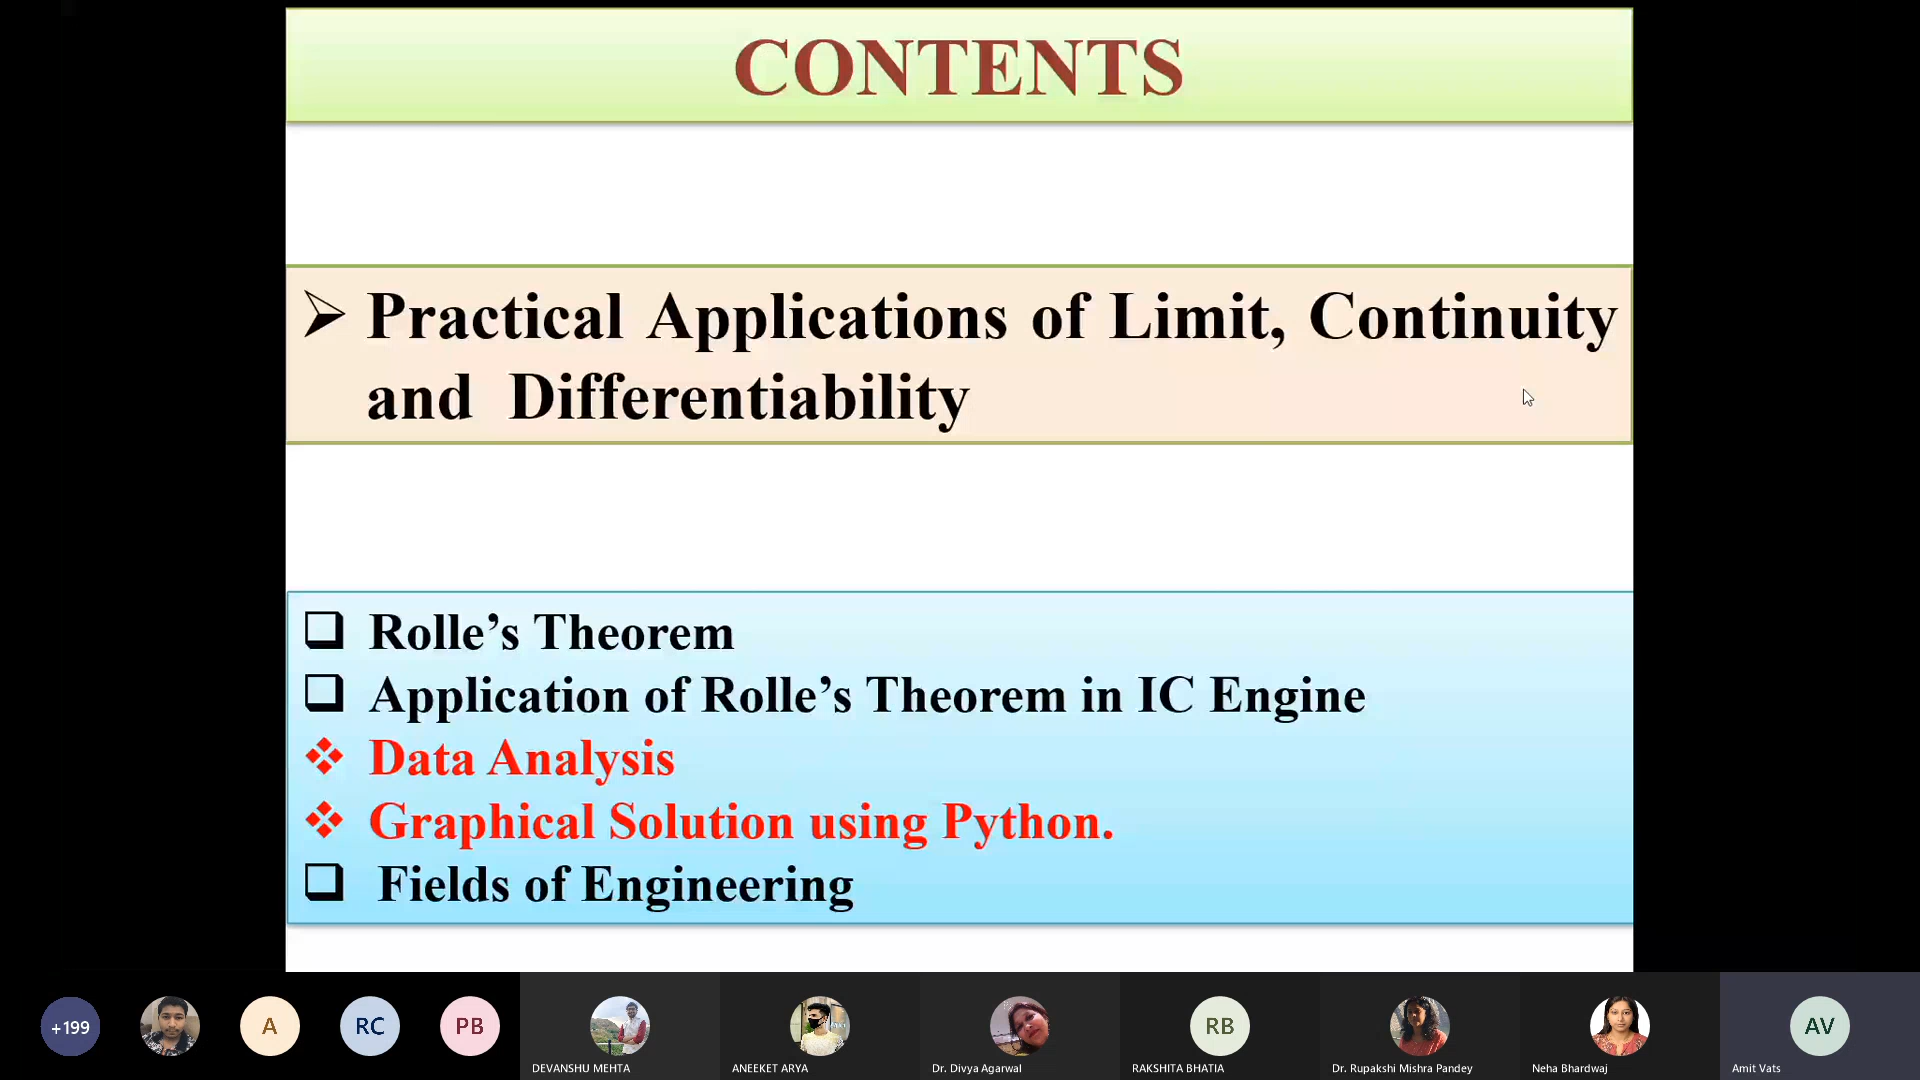 CONTENTS
➢ Practical Applications of Limit, Continuity
and Differentiability
❑ Rolle’s Theorem
❑ Application of Rolle’s Theorem in IC Engine
❖ Data Analysis
❖ Graphical Solution using Python.
❑ Fields of Engineering
+199
A
RC
PB
RB
AV
DEVANSHU MEHTA
ANEEKET ARYA
Dr. Divya Agarwal
RAKSHITA BHATIA
Dr. Rupakshi Mishra Pandey
Neha Bhardwaj
Amit Vats